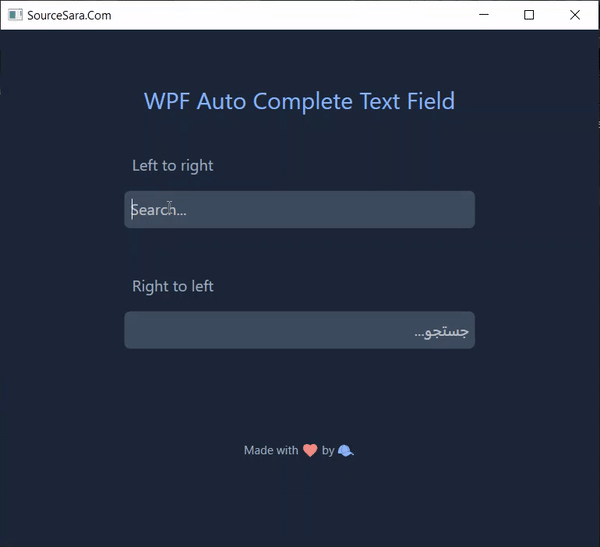 SourceSara.Com
WPF Auto Complete Text Field
Left to right
Search...
Right to left
جستجو...
Made with ❤️ by 🧢